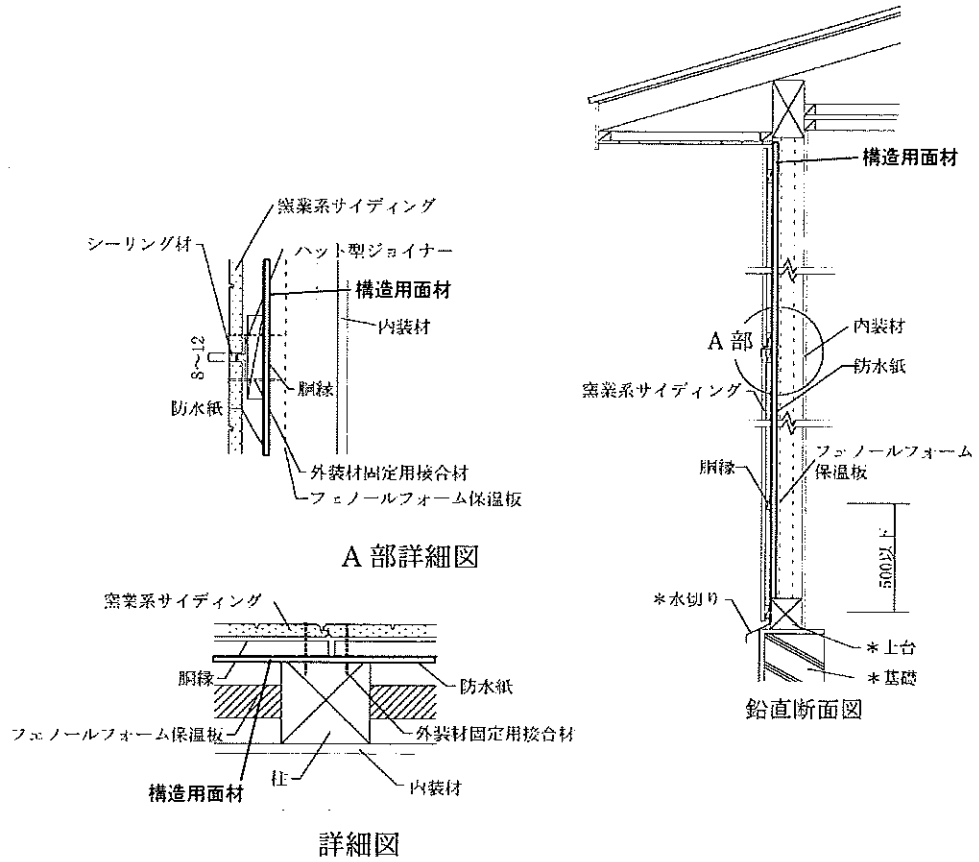 窯業系サイディング
シーリング材
ハット型ジョイナー
構造用面材
内装材
8〜12
胴縁
防水紙
外装材固定用接合材
フェノールフォーム保温板
A 部詳細図
窯業系サイディング
胴縁
防水紙
フェノールフォーム保温板
外装材固定用接合材
柱
内装材
構造用面材
詳細図
構造用面材
A 部
内装材
防水紙
窯業系サイディング
フェノールフォーム
保温板
胴縁
500以下
*水切り
*土台
*基礎
鉛直断面図